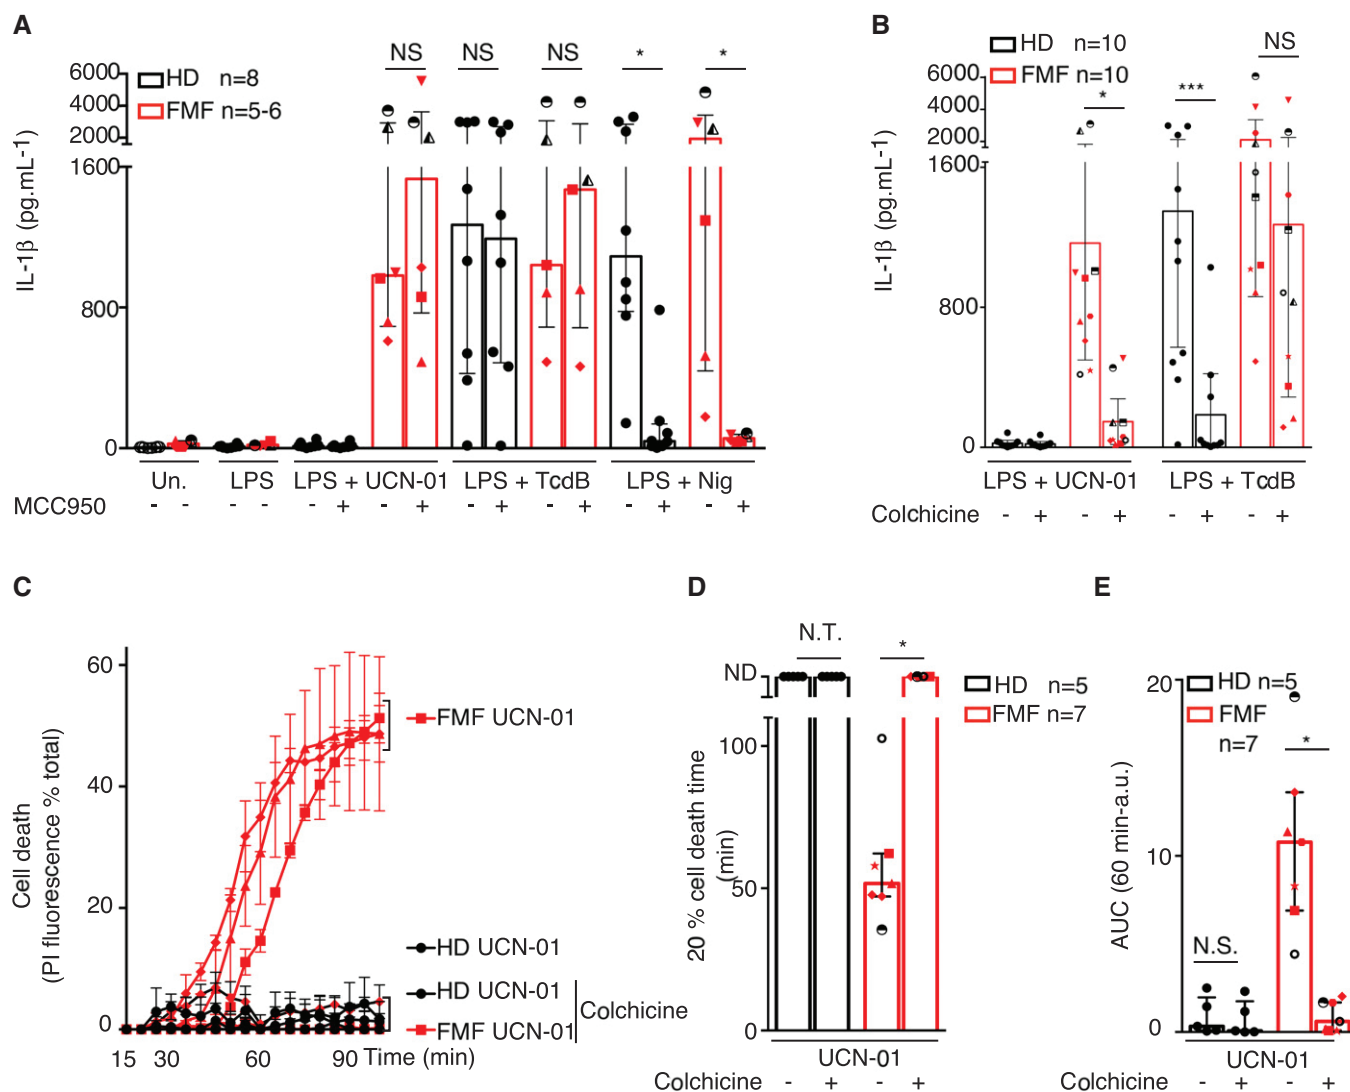 A
NS
NS
NS
*
*
6000
4000
2000
1600
800
0
IL-1β (pg.mL-1)
HD n=8
FMF n=5-6
Un.
LPS
LPS + UCN-01
LPS + TcdB
LPS + Nig
MCC950 - - - - - + - + - + - + - + - +
B
HD n=10
FMF n=10
NS
*
***
6000
4000
2000
1600
800
0
IL-1β (pg.mL-1)
LPS + UCN-01
LPS + TcdB
Colchicine - + - + - + - +
C
60
40
20
0
Cell death
(PI fluorescence % total)
FMF UCN-01
HD UCN-01
HD UCN-01
FMF UCN-01
Colchicine
15 30 60 90 Time (min)
D
N.T.
*
ND
100
50
0
20 % cell death time
(min)
HD n=5
FMF
n=7
UCN-01
Colchicine - + - +
E
20
10
0
AUC (60 min-a.u.)
HD n=5
FMF
n=7
*
N.S.
UCN-01
Colchicine - + - +